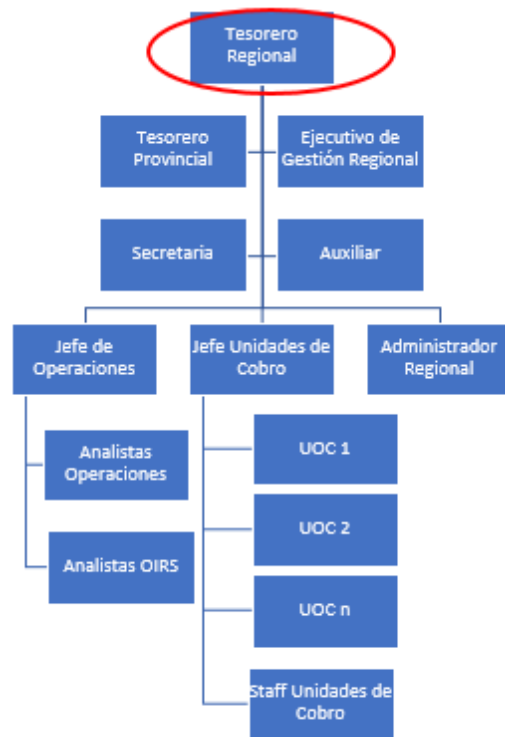 Tesorero
Regional
Tesorero
Provincial
Ejecutivo de
Gestión Regional
Secretaria
Auxiliar
Jefe de
Operaciones
Jefe Unidades de
Cobro
Administrador
Regional
Analistas
Operaciones
Analistas OIRS
UOC 1
UOC 2
UOC n
Staff Unidades de
Cobro